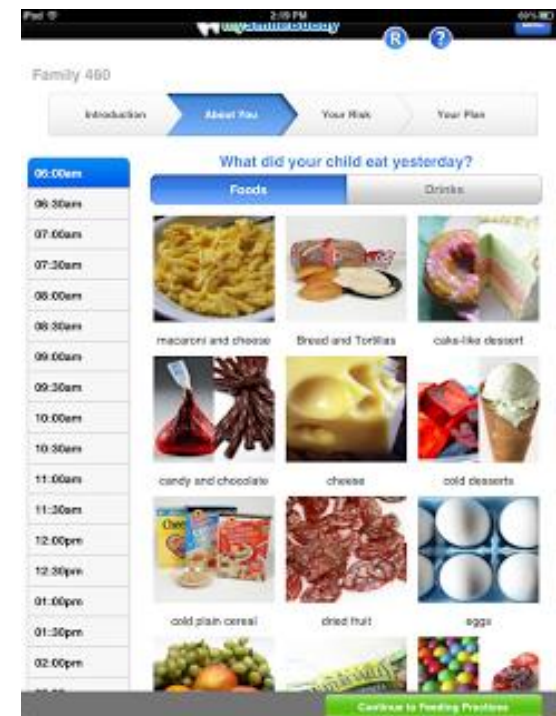 iPad
2:19 PM
69%
mysmilebuddy
R
?
Family 460
Introduction
About You
Your Risk
Your Plan
What did your child eat yesterday?
Foods
Drinks
06:00am
06:30am
07:00am
07:30am
08:00am
08:30am
09:00am
09:30am
10:00am
10:30am
11:00am
11:30am
12:00pm
12:30pm
01:00pm
01:30pm
02:00pm
macaroni and cheese
Bread and Tortillas
cake-like dessert
candy and chocolate
cheese
cold desserts
cold plain cereal
dried fruit
eggs
Continue to Feeding Practices